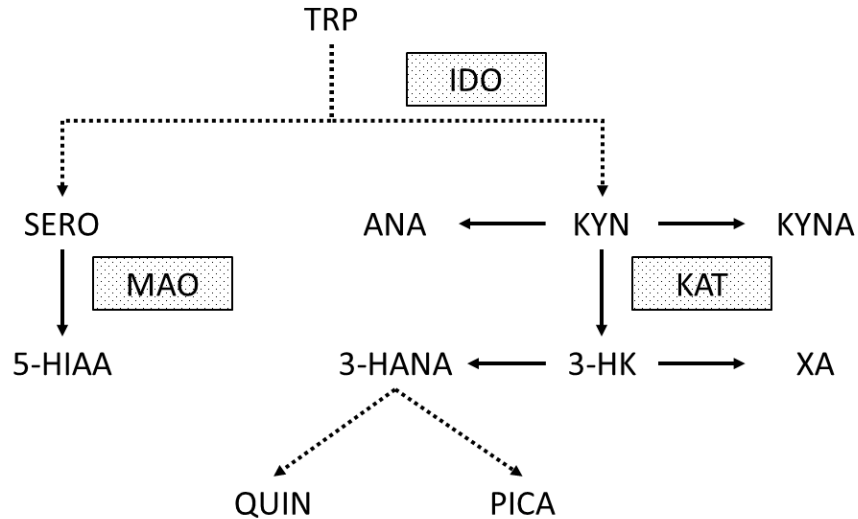 TRP
IDO
SERO
ANA
KYN
KYNA
MAO
KAT
5-HIAA
3-HANA
3-HK
XA
QUIN
PICA